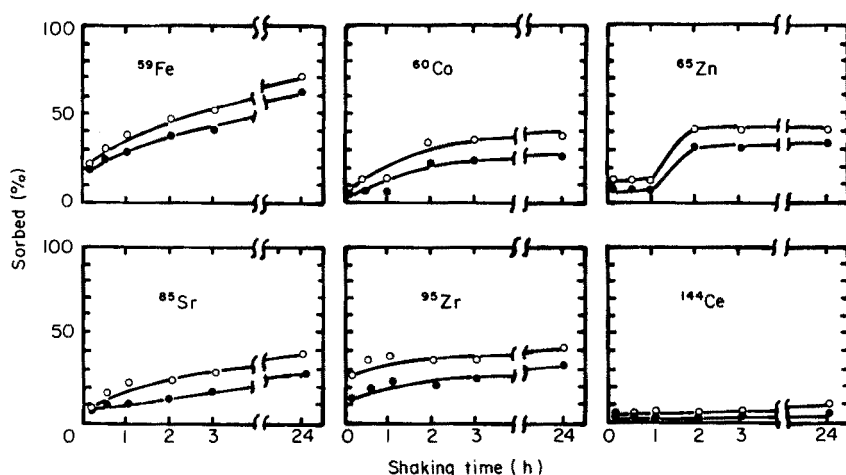 100
50
0
Sorbed (%)
⁵⁹Fe
⁶⁰Co
⁶⁵Zn
100
50
0
⁸⁵Sr
⁹⁵Zr
¹⁴⁴Ce
1 2 3 24
0 1 2 3 24
0 1 2 3 24
Shaking time (h)